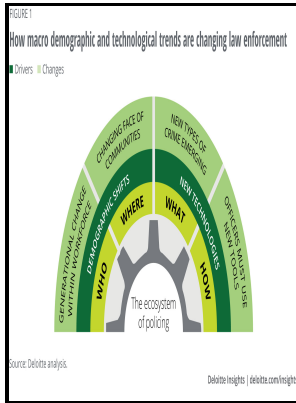 FIGURE 1
How macro demographic and technological trends are changing law enforcement
Drivers Changes
GENERATIONAL CHANGE
WITHIN WORKFORCE
CHANGING FACE OF
COMMUNITIES
NEW TYPES OF
CRIME EMERGING
OFFICERS MUST USE
NEW TOOLS
DEMOGRAPHIC SHIFTS
NEW TECHNOLOGIES
WHO
WHERE
WHAT
HOW
The ecosystem
of policing
Source: Deloitte analysis.
Deloitte Insights | deloitte.com/insights